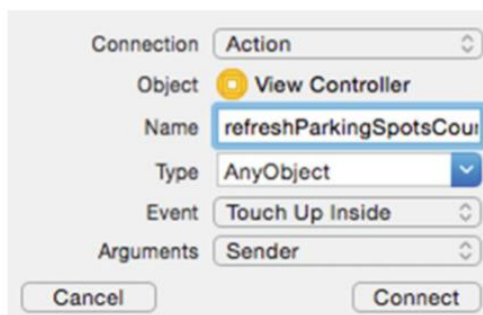 Connection Action
Object View Controller
Name refreshParkingSpotsCour
Type AnyObject
Event Touch Up Inside
Arguments Sender
Cancel Connect